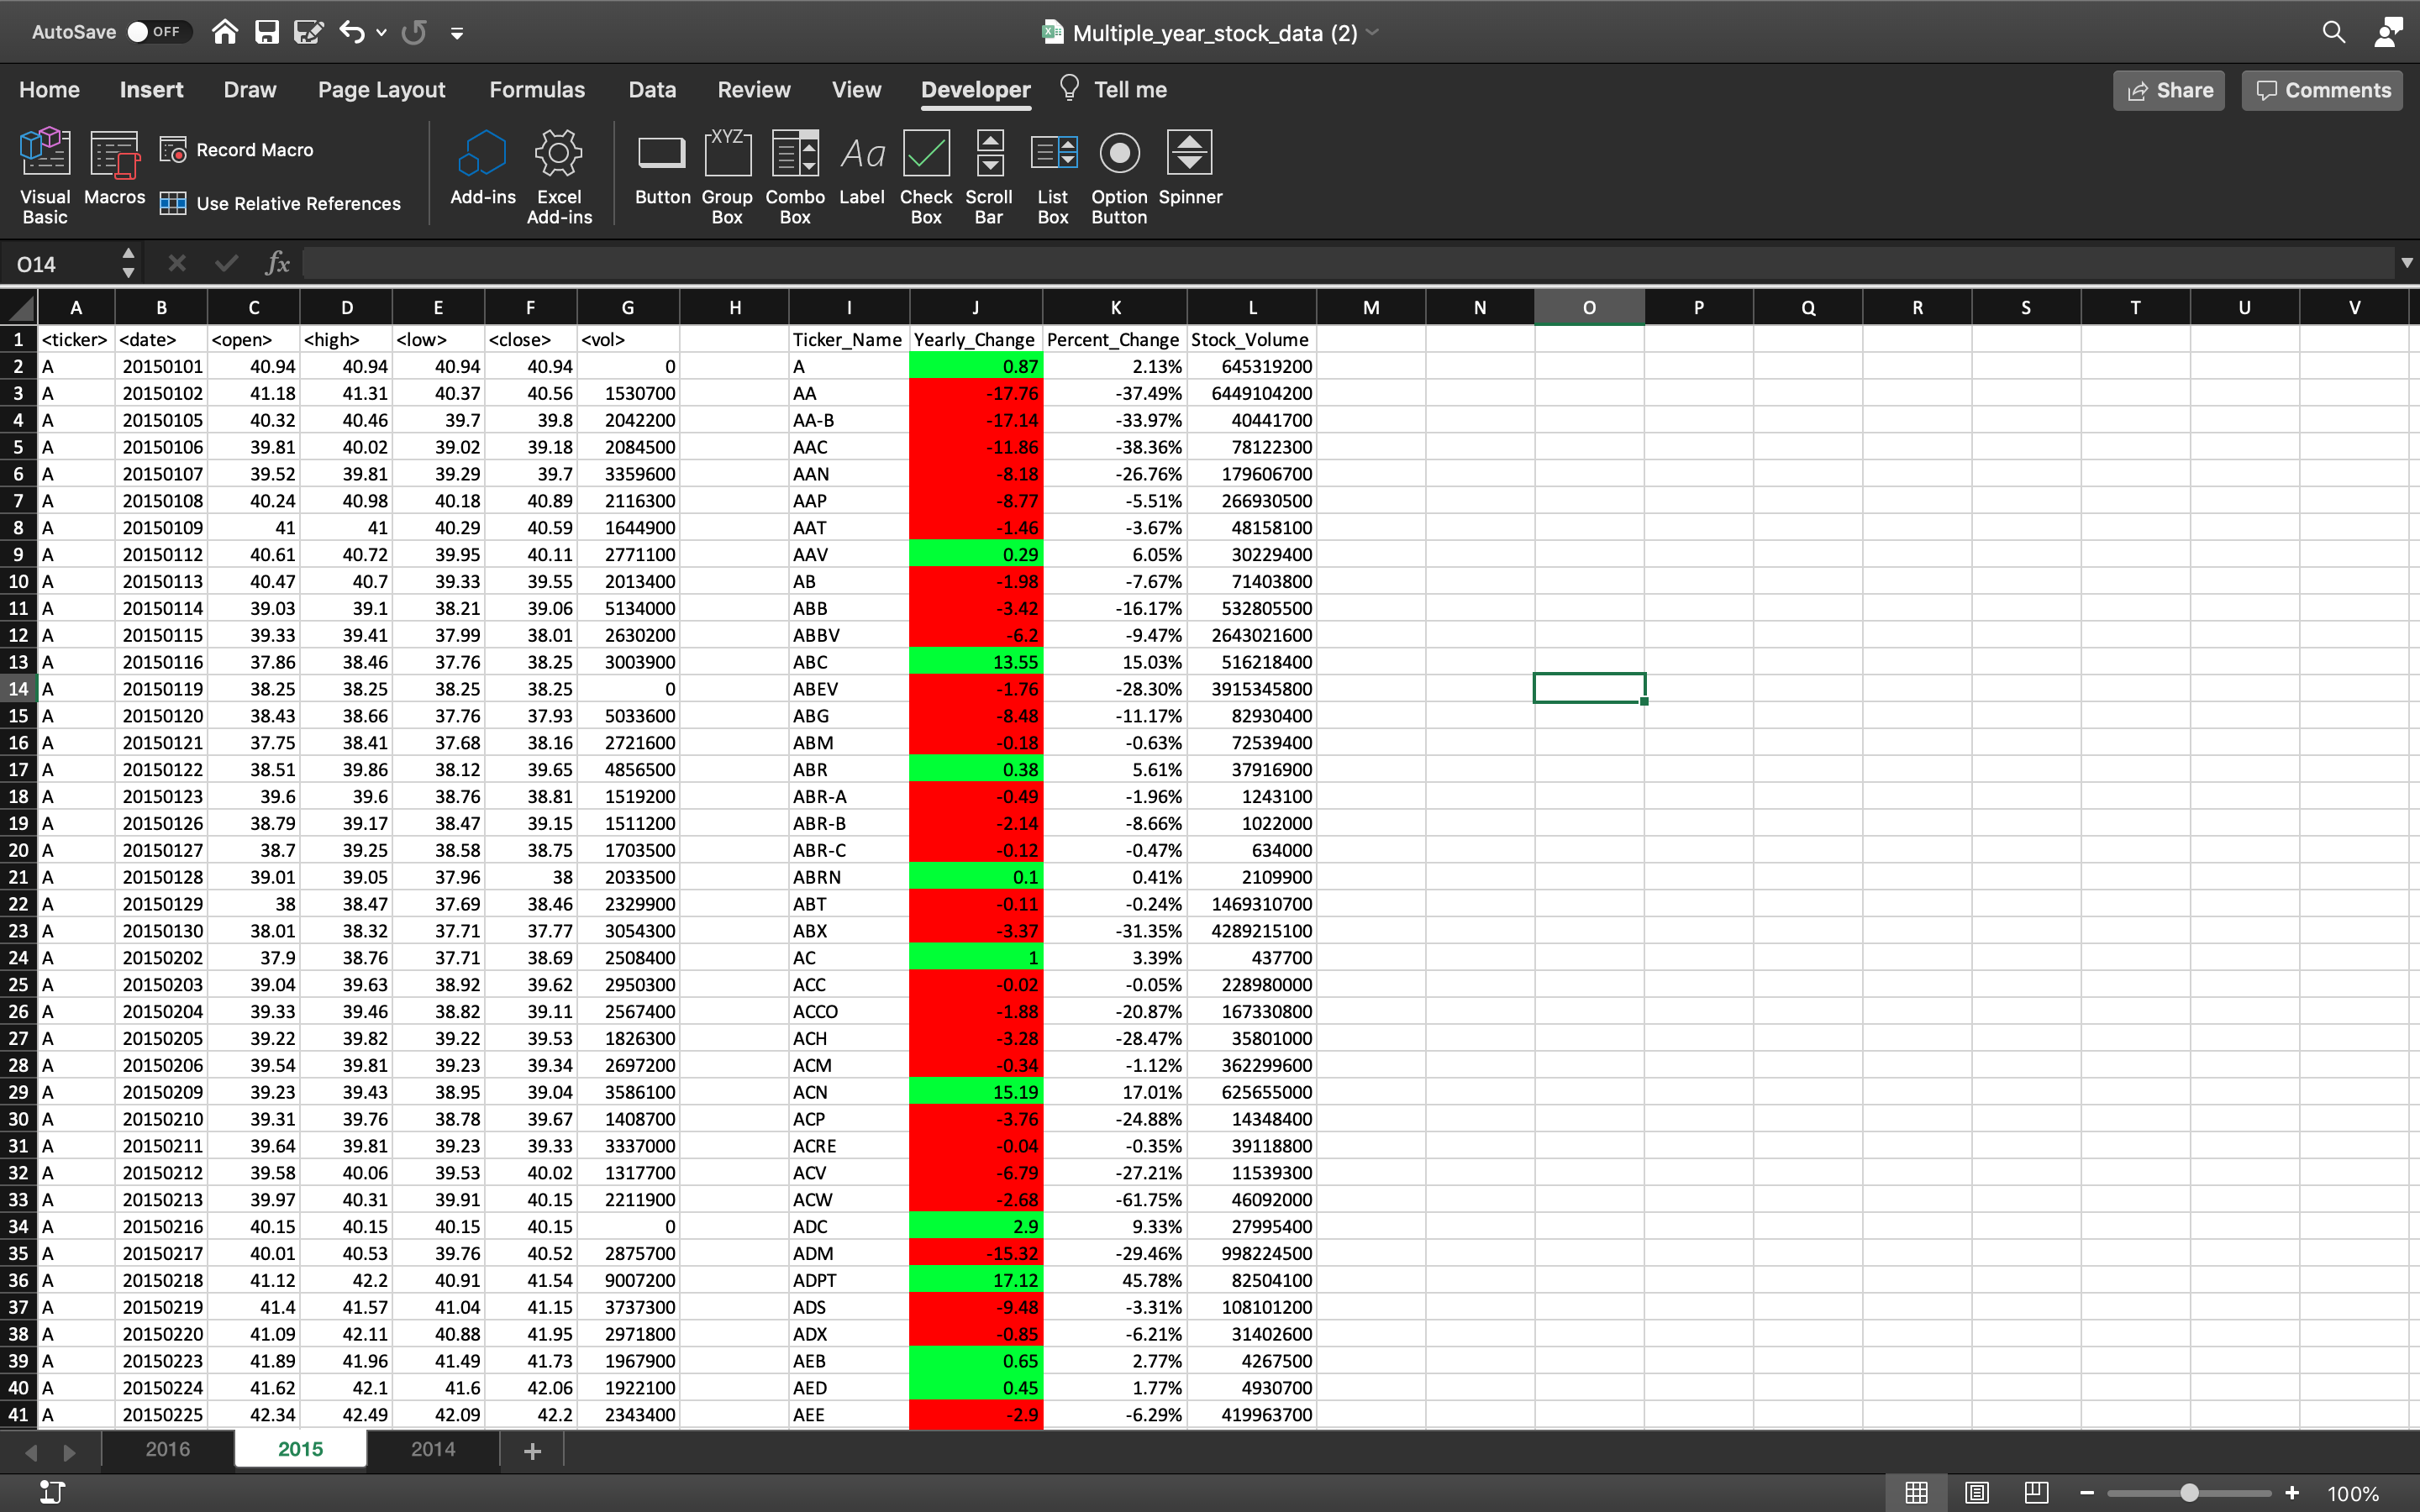 AutoSave OFF Multiple_year_stock_data (2)
Home Insert Draw Page Layout Formulas Data Review View Developer Tell me Share Comments
Visual Basic Macros Record Macro Use Relative References Add-ins Excel Add-ins Button Group Box Combo Box Label Check Box Scroll Bar List Box Option Button Spinner
XYZ Aa
O14 fx
A B C D E F G H I J K L M N O P Q R S T U V
1 <ticker> <date> <open> <high> <low> <close> <vol> Ticker_Name Yearly_Change Percent_Change Stock_Volume
2 A 20150101 40.94 40.94 40.94 40.94 0 A 0.87 2.13% 645319200
3 A 20150102 41.18 41.31 40.37 40.56 1530700 AA -17.76 -37.49% 6449104200
4 A 20150105 40.32 40.46 39.7 39.8 2042200 AA-B -17.14 -33.97% 40441700
5 A 20150106 39.81 40.02 39.02 39.18 2084500 AAC -11.86 -38.36% 78122300
6 A 20150107 39.52 39.81 39.29 39.7 3359600 AAN -8.18 -26.76% 179606700
7 A 20150108 40.24 40.98 40.18 40.89 2116300 AAP -8.77 -5.51% 266930500
8 A 20150109 41 41 40.29 40.59 1644900 AAT -1.46 -3.67% 48158100
9 A 20150112 40.61 40.72 39.95 40.11 2771100 AAV 0.29 6.05% 30229400
10 A 20150113 40.47 40.7 39.33 39.55 2013400 AB -1.98 -7.67% 71403800
11 A 20150114 39.03 39.1 38.21 39.06 5134000 ABB -3.42 -16.17% 532805500
12 A 20150115 39.33 39.41 37.99 38.01 2630200 ABBV -6.2 -9.47% 2643021600
13 A 20150116 37.86 38.46 37.76 38.25 3003900 ABC 13.55 15.03% 516218400
14 A 20150119 38.25 38.25 38.25 38.25 0 ABEV -1.76 -28.30% 3915345800
15 A 20150120 38.43 38.66 37.76 37.93 5033600 ABG -8.48 -11.17% 82930400
16 A 20150121 37.75 38.41 37.68 38.16 2721600 ABM -0.18 -0.63% 72539400
17 A 20150122 38.51 39.86 38.12 39.65 4856500 ABR 0.38 5.61% 37916900
18 A 20150123 39.6 39.6 38.76 38.81 1519200 ABR-A -0.49 -1.96% 1243100
19 A 20150126 38.79 39.17 38.47 39.15 1511200 ABR-B -2.14 -8.66% 1022000
20 A 20150127 38.7 39.25 38.58 38.75 1703500 ABR-C -0.12 -0.47% 634000
21 A 20150128 39.01 39.05 37.96 38 2033500 ABRN 0.1 0.41% 2109900
22 A 20150129 38 38.47 37.69 38.46 2329900 ABT -0.11 -0.24% 1469310700
23 A 20150130 38.01 38.32 37.71 37.77 3054300 ABX -3.37 -31.35% 4289215100
24 A 20150202 37.9 38.76 37.71 38.69 2508400 AC 1 3.39% 437700
25 A 20150203 39.04 39.63 38.92 39.62 2950300 ACC -0.02 -0.05% 228980000
26 A 20150204 39.33 39.46 38.82 39.11 2567400 ACCO -1.88 -20.87% 167330800
27 A 20150205 39.22 39.82 39.22 39.53 1826300 ACH -3.28 -28.47% 35801000
28 A 20150206 39.54 39.81 39.23 39.34 2697200 ACM -0.34 -1.12% 362299600
29 A 20150209 39.23 39.43 38.95 39.04 3586100 ACN 15.19 17.01% 625655000
30 A 20150210 39.31 39.76 38.78 39.67 1408700 ACP -3.76 -24.88% 14348400
31 A 20150211 39.64 39.81 39.23 39.33 3337000 ACRE -0.04 -0.35% 39118800
32 A 20150212 39.58 40.06 39.53 40.02 1317700 ACV -6.79 -27.21% 11539300
33 A 20150213 39.97 40.31 39.91 40.15 2211900 ACW -2.68 -61.75% 46092000
34 A 20150216 40.15 40.15 40.15 40.15 0 ADC 2.9 9.33% 27995400
35 A 20150217 40.01 40.53 39.76 40.52 2875700 ADM -15.32 -29.46% 998224500
36 A 20150218 41.12 42.2 40.91 41.54 9007200 ADPT 17.12 45.78% 82504100
37 A 20150219 41.4 41.57 41.04 41.15 3737300 ADS -9.48 -3.31% 108101200
38 A 20150220 41.09 42.11 40.88 41.95 2971800 ADX -0.85 -6.21% 31402600
39 A 20150223 41.89 41.96 41.49 41.73 1967900 AEB 0.65 2.77% 4267500
40 A 20150224 41.62 42.1 41.6 42.06 1922100 AED 0.45 1.77% 4930700
41 A 20150225 42.34 42.49 42.09 42.2 2343400 AEE -2.9 -6.29% 419963700
2016 2015 2014 +
100%